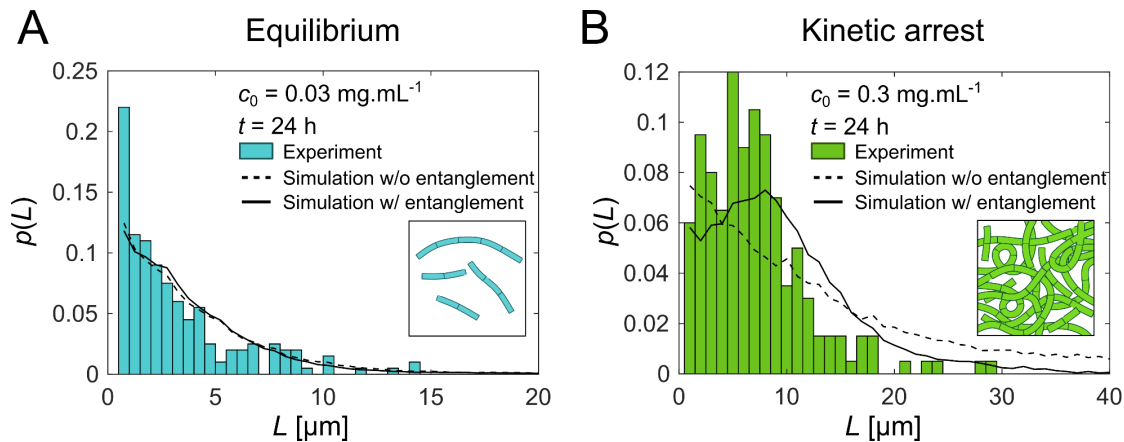 A
Equilibrium
c₀ = 0.03 mg.mL⁻¹
t = 24 h
Experiment
Simulation w/o entanglement
Simulation w/ entanglement
p(L)
0.25
0.2
0.15
0.1
0.05
0
0 5 10 15 20
L [μm]
B
Kinetic arrest
c₀ = 0.3 mg.mL⁻¹
t = 24 h
Experiment
Simulation w/o entanglement
Simulation w/ entanglement
p(L)
0.12
0.1
0.08
0.06
0.04
0.02
0
0 10 20 30 40
L [μm]